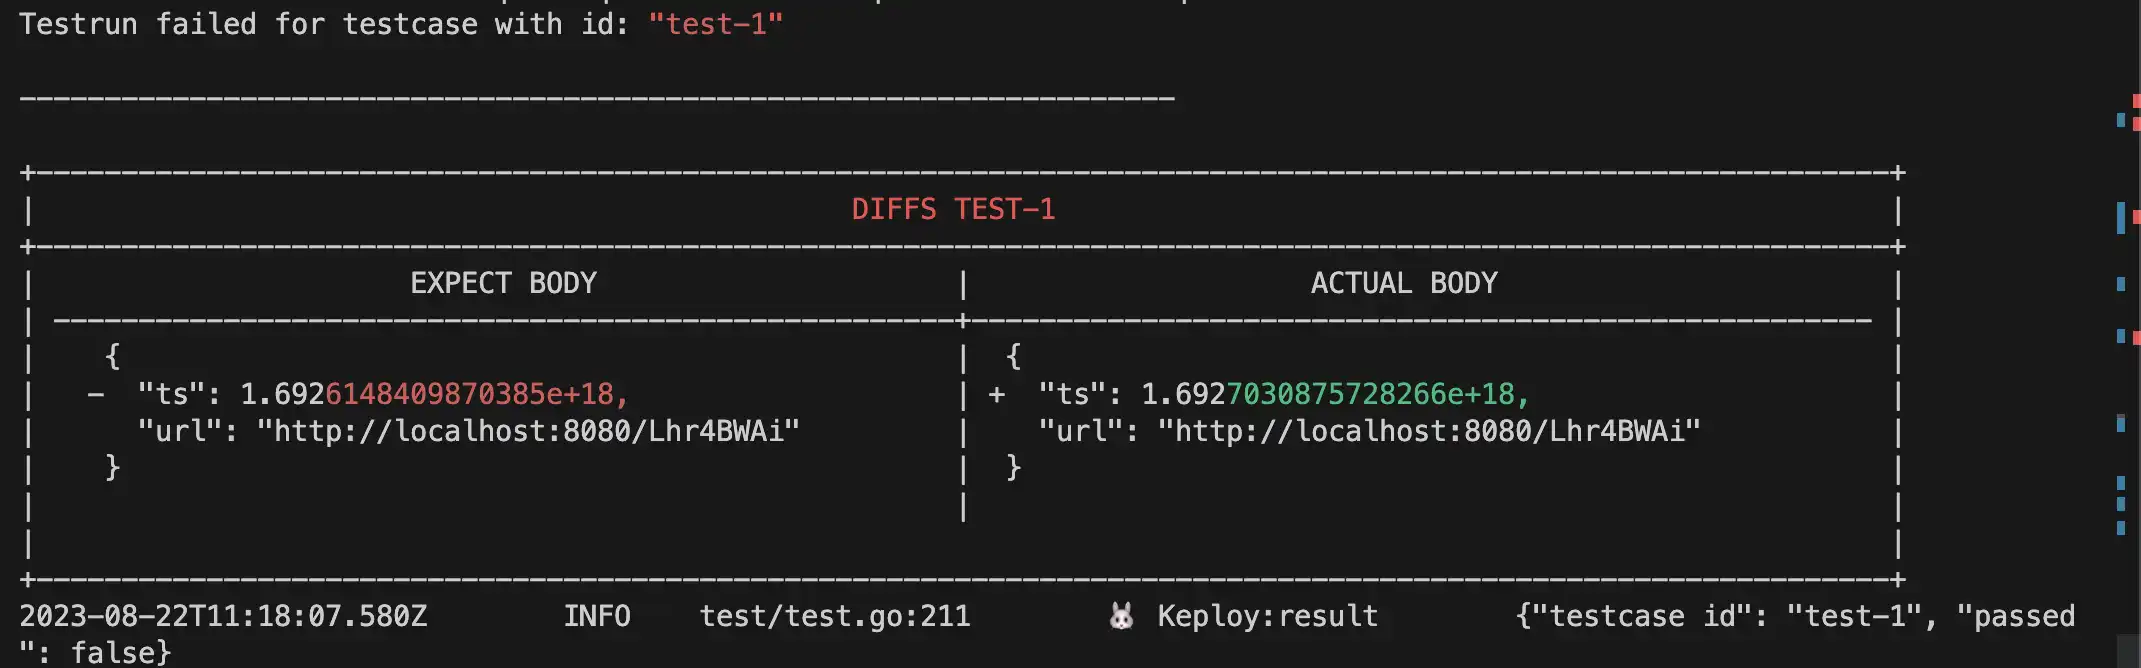 Testrun failed for testcase with id: "test-1"
--------------------------------------------------------------------
+-------------------------------------------------------------------------------------------------------------+
| DIFFS TEST-1 |
+-------------------------------------------------------------------------------------------------------------+
| EXPECT BODY | ACTUAL BODY |
| -----------------------------------------------------+------------------------------------------------------ |
| { | { |
| - "ts": 1.6926148409870385e+18, | + "ts": 1.6927030875728266e+18, |
| "url": "http://localhost:8080/Lhr4BWAi" | "url": "http://localhost:8080/Lhr4BWAi" |
| } | } |
| | |
| |
+-------------------------------------------------------------------------------------------------------------+
2023-08-22T11:18:07.580Z INFO test/test.go:211 🐰 Keploy:result {"testcase id": "test-1", "passed
": false}